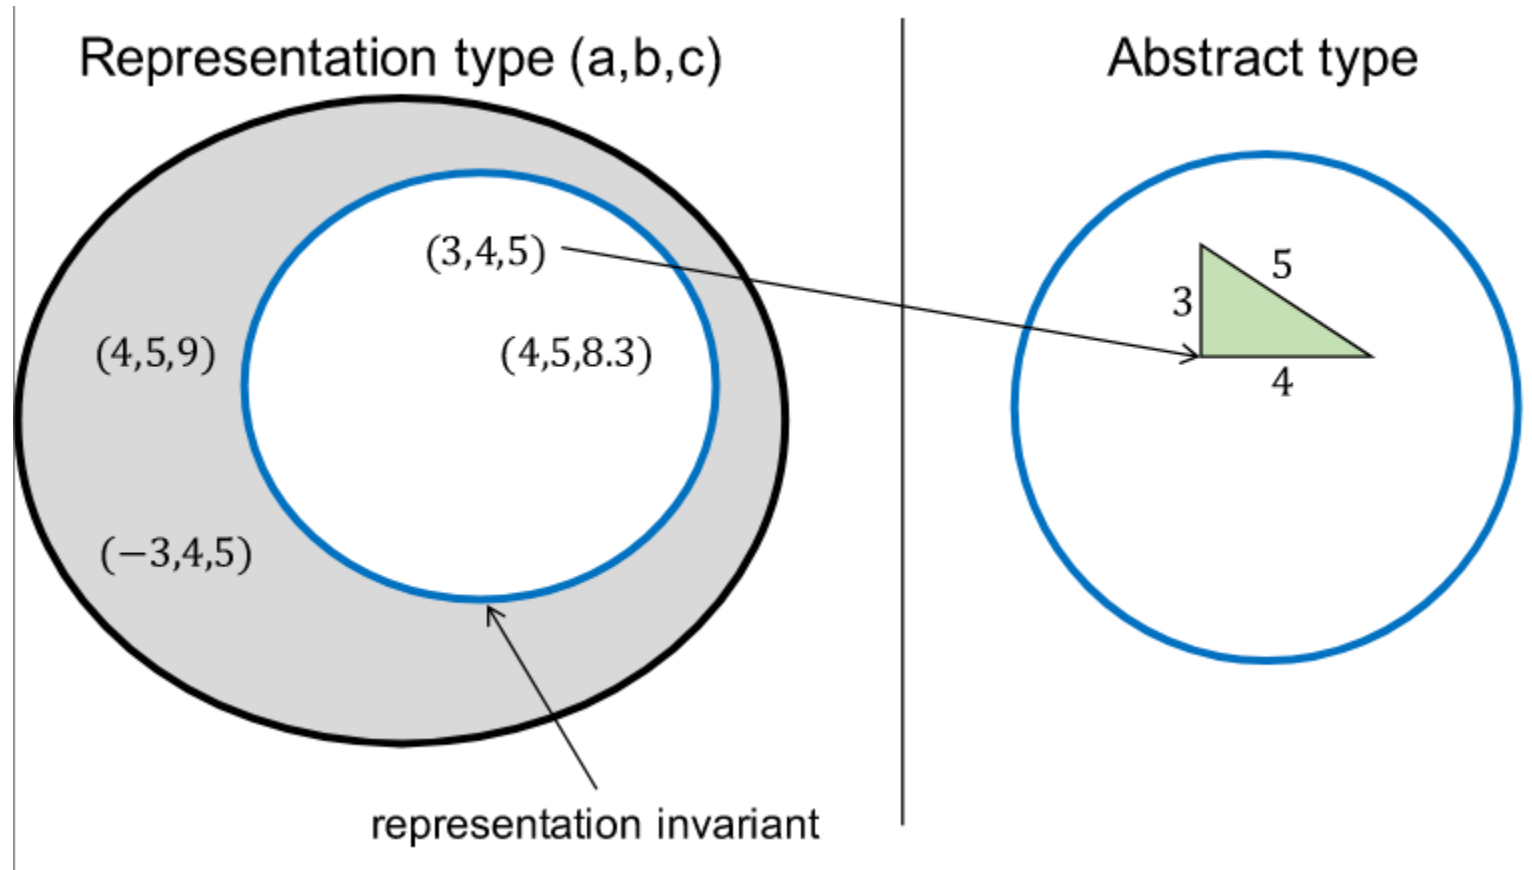 Representation type (a,b,c)
Abstract type
(3,4,5)
5
3
(4,5,9)
(4,5,8.3)
4
(−3,4,5)
representation invariant